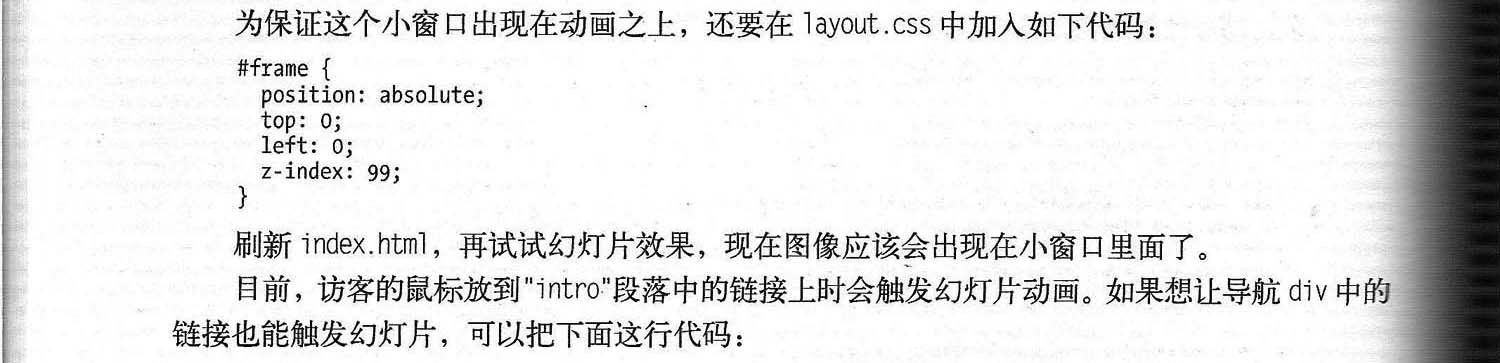 为保证这个小窗口出现在动画之上，还要在 layout.css 中加入如下代码：
#frame {
  position: absolute;
  top: 0;
  left: 0;
  z-index: 99;
}
刷新 index.html，再试试幻灯片效果，现在图像应该会出现在小窗口里面了。
目前，访客的鼠标放到"intro"段落中的链接上时会触发幻灯片动画。如果想让导航 div 中的
链接也能触发幻灯片，可以把下面这行代码：